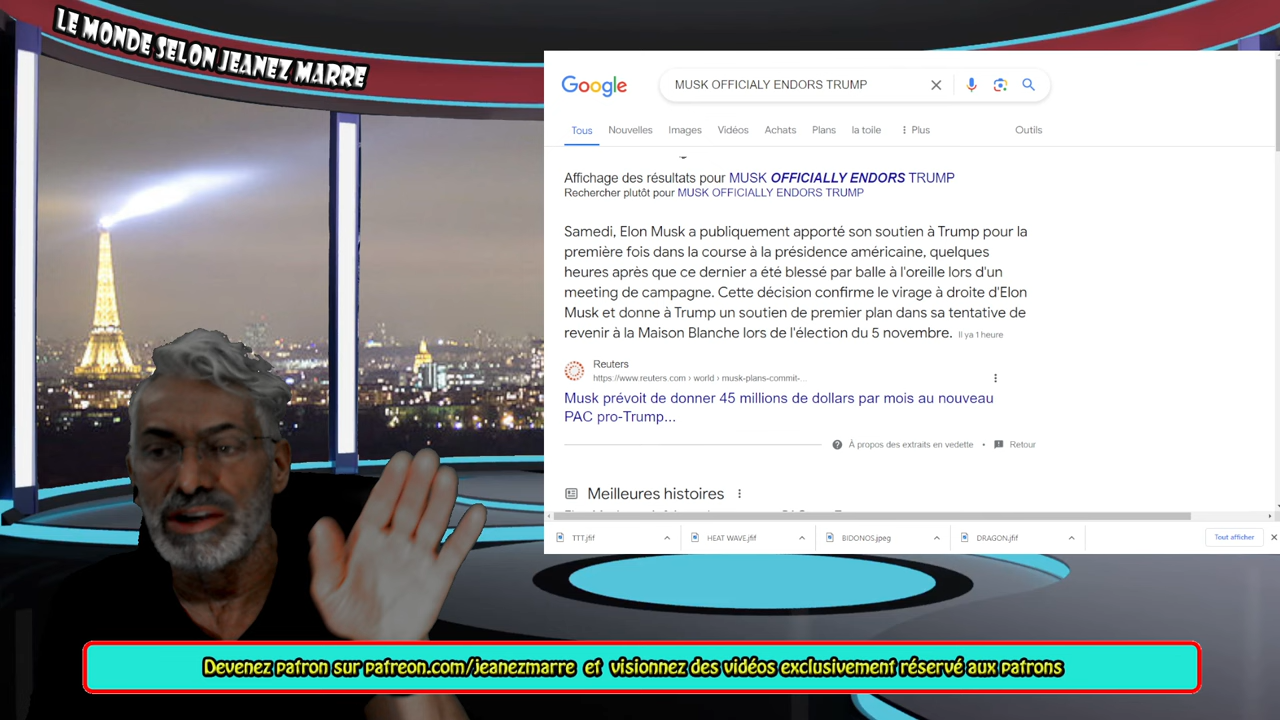 LE MONDE SELON JEANEZ MARRE
Google
MUSK OFFICIALY ENDORS TRUMP
Tous Nouvelles Images Vidéos Achats Plans la toile Plus Outils
Affichage des résultats pour MUSK OFFICIALLY ENDORS TRUMP
Rechercher plutôt pour MUSK OFFICIALY ENDORS TRUMP
Samedi, Elon Musk a publiquement apporté son soutien à Trump pour la
première fois dans la course à la présidence américaine, quelques
heures après que ce dernier a été blessé par balle à l'oreille lors d'un
meeting de campagne. Cette décision confirme le virage à droite d'Elon
Musk et donne à Trump un soutien de premier plan dans sa tentative de
revenir à la Maison Blanche lors de l'élection du 5 novembre. Il ya 1 heure
Reuters
https://www.reuters.com › world › musk-plans-commit-...
Musk prévoit de donner 45 millions de dollars par mois au nouveau
PAC pro-Trump...
À propos des extraits en vedette • Retour
Meilleures histoires
TTT.jfif HEAT WAVE.jfif BIDONOS.jpeg DRAGON.jfif Tout afficher
Devenez patron sur patreon.com/jeanezmarre et visionnez des vidéos exclusivement réservé aux patrons